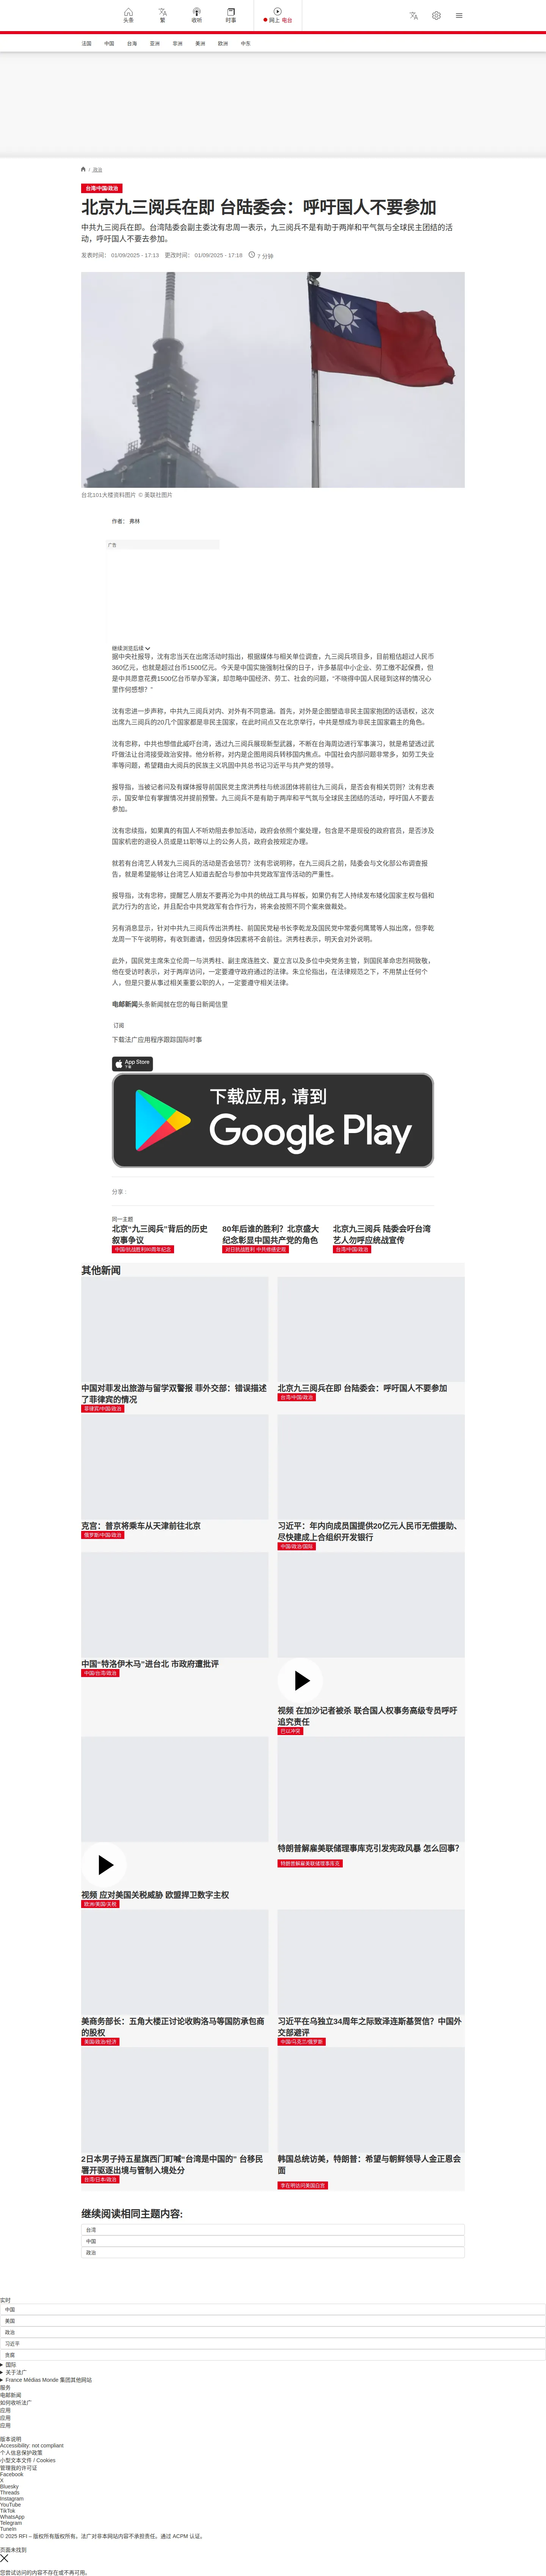 头条
繁
收听
时事
网上 电台
法国 中国 台海 亚洲 非洲 美洲 欧洲 中东
/ 政治
台湾/中国/政治
北京九三阅兵在即 台陆委会：呼吁国人不要参加
中共九三阅兵在即。台湾陆委会副主委沈有忠周一表示，九三阅兵不是有助于两岸和平气氛与全球民主团结的活
动，呼吁国人不要去参加。
发表时间： 01/09/2025 - 17:13 更改时间： 01/09/2025 - 17:18 7 分钟
台北101大楼资料图片 © 美联社图片
作者： 弗林
广告
继续浏览后续
据中央社报导，沈有忠当天在出席活动时指出，根据媒体与相关单位调查，九三阅兵项目多，目前粗估超过人民币
360亿元，也就是超过台币1500亿元。今天是中国实施强制社保的日子，许多基层中小企业、劳工缴不起保费，但
是中共愿意花费1500亿台币举办军演，却忽略中国经济、劳工、社会的问题，“不晓得中国人民碰到这样的情况心
里作何感想？”
沈有忠进一步声称，中共九三阅兵对内、对外有不同意涵。首先，对外是企图塑造非民主国家抱团的话语权，这次
出席九三阅兵的20几个国家都是非民主国家，在此时间点又在北京举行，中共是想成为非民主国家霸主的角色。
沈有忠称，中共也想借此威吓台湾，透过九三阅兵展现新型武器，不断在台海周边进行军事演习，就是希望透过武
吓做法让台湾接受政治安排。他分析称，对内是企图用阅兵转移国内焦点。中国社会内部问题非常多，如劳工失业
率等问题，希望藉由大阅兵的民族主义巩固中共总书记习近平与共产党的领导。
报导指，当被记者问及有媒体报导前国民党主席洪秀柱与统派团体将前往九三阅兵，是否会有相关罚则？沈有忠表
示，国安单位有掌握情况并提前预警。九三阅兵不是有助于两岸和平气氛与全球民主团结的活动，呼吁国人不要去
参加。
沈有忠续指，如果真的有国人不听劝阻去参加活动，政府会依照个案处理，包含是不是现役的政府官员，是否涉及
国家机密的退役人员或是11职等以上的公务人员，政府会按规定办理。
就若有台湾艺人转发九三阅兵的活动是否会惩罚？沈有忠说明称，在九三阅兵之前，陆委会与文化部公布调查报
告，就是希望能够让台湾艺人知道去配合与参加中共党政军宣传活动的严重性。
报导指，沈有忠称，提醒艺人朋友不要再沦为中共的统战工具与样板，如果仍有艺人持续发布矮化国家主权与倡和
武力行为的言论，并且配合中共党政军合作行为，将来会按照不同个案来做裁处。
另有消息显示，针对中共九三阅兵传出洪秀柱、前国民党秘书长李乾龙及国民党中常委何鹰鹭等人拟出席，但李乾
龙周一下午说明称，有收到邀请，但因身体因素将不会前往。洪秀柱表示，明天会对外说明。
此外，国民党主席朱立伦周一与洪秀柱、副主席连胜文、夏立言以及多位中央党务主管，到国民革命忠烈祠致敬，
他在受访时表示，对于两岸访问，一定要遵守政府通过的法律。朱立伦指出，在法律规范之下，不用禁止任何个
人，但是只要从事过相关重要公职的人，一定要遵守相关法律。
电邮新闻头条新闻就在您的每日新闻信里
订阅
下载法广应用程序跟踪国际时事
App Store
下载
下载应用，请到
Google Play
分享 :
同一主题
北京“九三阅兵”背后的历史
叙事争议
中国/抗战胜利80周年纪念
80年后谁的胜利？北京盛大
纪念彰显中国共产党的角色
对日抗战胜利 中共修辞史观
北京九三阅兵 陆委会吁台湾
艺人勿呼应统战宣传
台湾/中国/政治
其他新闻
中国对菲发出旅游与留学双警报 菲外交部：错误描述
了菲律宾的情况
菲律宾/中国/政治
北京九三阅兵在即 台陆委会：呼吁国人不要参加
台湾/中国/政治
克宫：普京将乘车从天津前往北京
俄罗斯/中国/政治
习近平：年内向成员国提供20亿元人民币无偿援助、
尽快建成上合组织开发银行
中国/政治/国际
中国“特洛伊木马”进台北 市政府遭批评
中国/台湾/政治
视频 在加沙记者被杀 联合国人权事务高级专员呼吁
追究责任
巴以冲突
视频 应对美国关税威胁 欧盟捍卫数字主权
欧洲/美国/关税
特朗普解雇美联储理事库克引发宪政风暴 怎么回事？
特朗普解雇美联储理事库克
美商务部长：五角大楼正讨论收购洛马等国防承包商
的股权
美国/政治/经济
习近平在乌独立34周年之际致泽连斯基贺信？中国外
交部避评
中国/乌克兰/俄罗斯
2日本男子持五星旗西门町喊“台湾是中国的” 台移民
署开驱逐出境与管制入境处分
台湾/日本/政治
韩国总统访美，特朗普：希望与朝鲜领导人金正恩会
面
李在明访问美国白宫
继续阅读相同主题内容:
台湾
中国
政治
实时
中国
美国
政治
习近平
贪腐
国际
关于法广
France Médias Monde 集团其他网站
服务
电邮新闻
如何收听法广
应用
应用
应用
版本说明
Accessibility: not compliant
个人信息保护政策
小型文本文件 / Cookies
管理我的许可证
Facebook
X
Bluesky
Threads
Instagram
YouTube
TikTok
WhatsApp
Telegram
TuneIn
© 2025 RFI – 版权所有版权所有。法广对非本网站内容不承担责任。通过 ACPM 认证。
页面未找到
您尝试访问的内容不存在或不再可用。